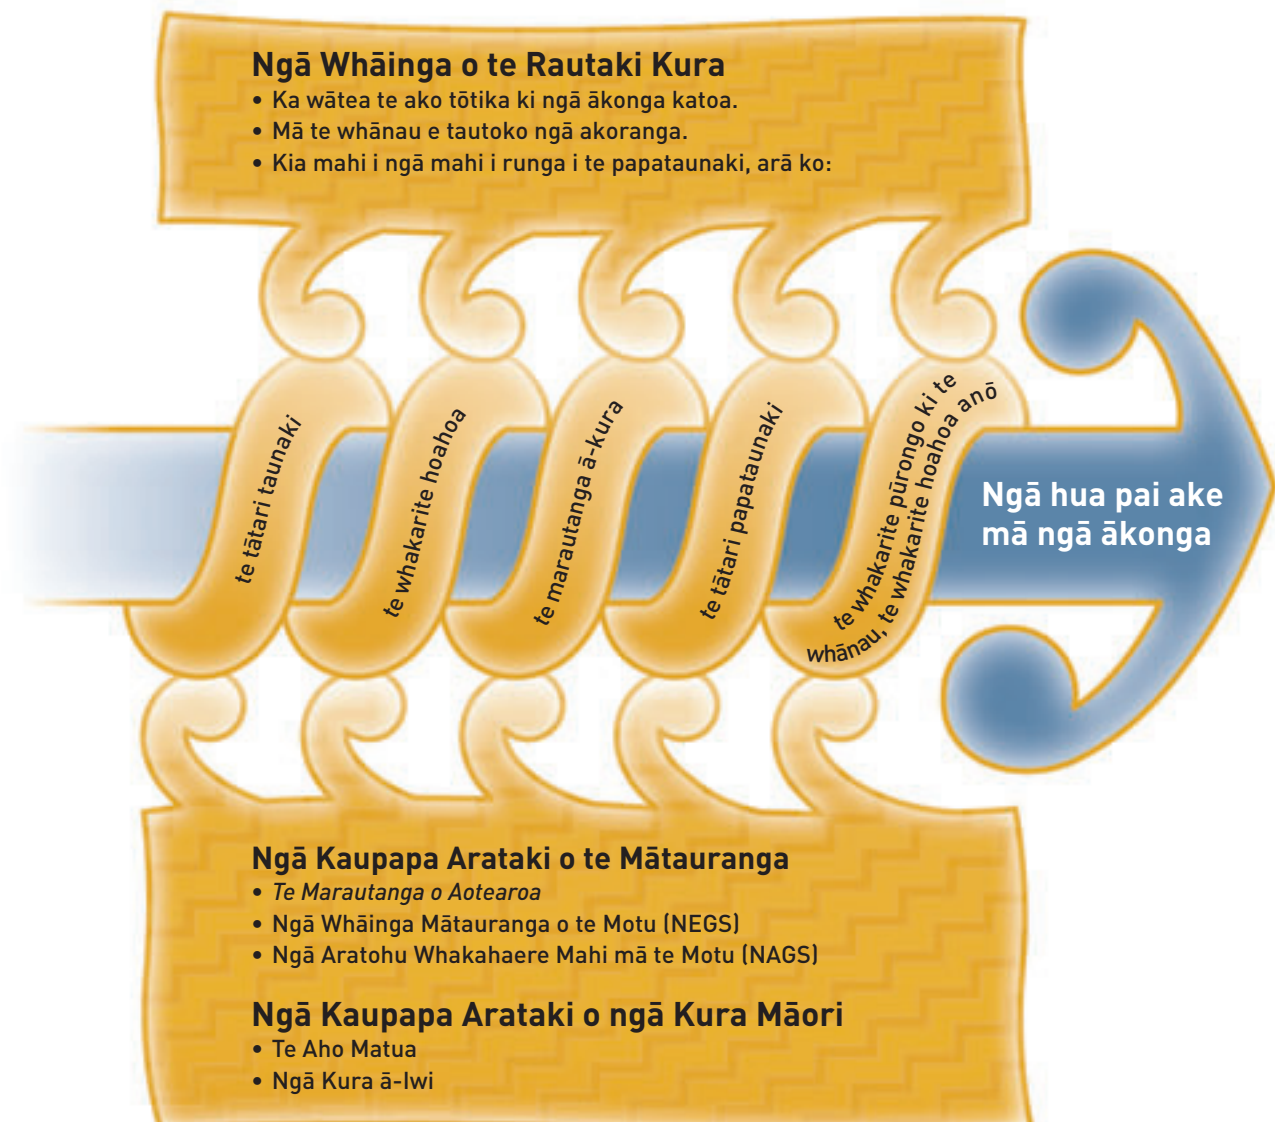 Ngā Whāinga o te Rautaki Kura
• Ka wātea te ako tōtika ki ngā ākonga katoa.
• Mā te whānau e tautoko ngā akoranga.
• Kia mahi i ngā mahi i runga i te papataunaki, arā ko:
te tātari taunaki
te whakarite hoahoa
te marautanga ā-kura
te tātari papataunaki
te whakarite pūrongo ki te
whānau, te whakarite hoahoa anō
Ngā hua pai ake
mā ngā ākonga
Ngā Kaupapa Arataki o te Mātauranga
• Te Marautanga o Aotearoa
• Ngā Whāinga Mātauranga o te Motu (NEGS)
• Ngā Aratohu Whakahaere Mahi mā te Motu (NAGS)
Ngā Kaupapa Arataki o ngā Kura Māori
• Te Aho Matua
• Ngā Kura ā-Iwi